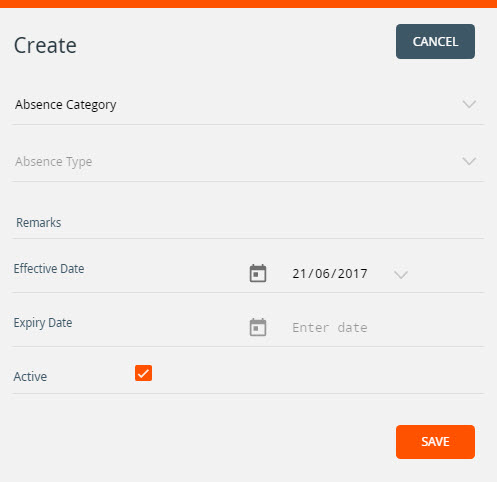 Create
CANCEL
Absence Category
Absence Type
Remarks
Effective Date 21/06/2017
Expiry Date Enter date
Active
SAVE